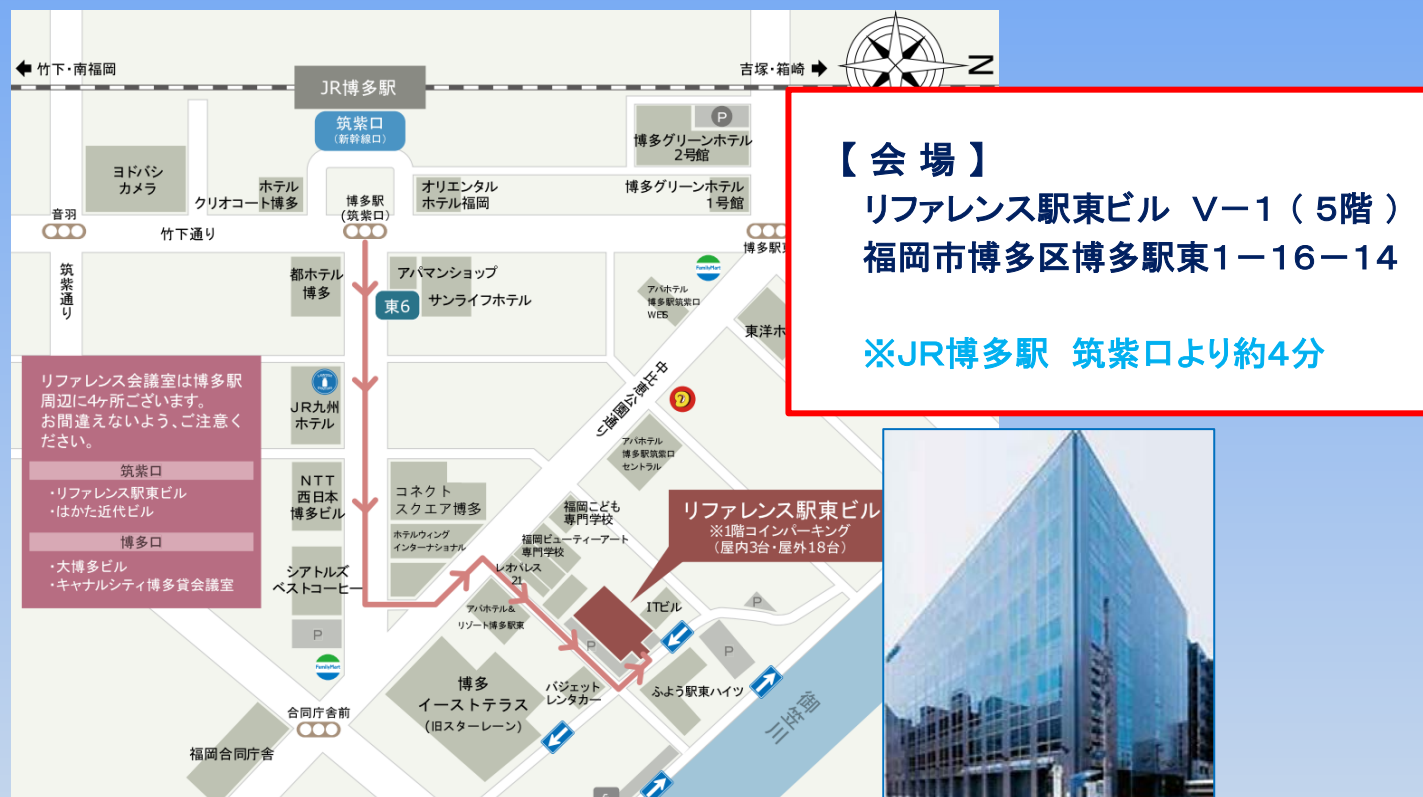 竹下・南福岡
JR博多駅
吉塚・箱崎
N
筑紫口
(新幹線口)
P
博多グリーンホテル
2号館
ヨドバシ
カメラ
ホテル
クリオコート博多
博多駅
(筑紫口)
オリエンタル
ホテル福岡
博多グリーンホテル
1号館
音羽
竹下通り
筑紫通り
都ホテル
博多
アパマンショップ
サンライフホテル
東6
FamilyMart
アパホテル
博多駅筑紫口
東洋ホ
【 会 場 】
リファレンス駅東ビル V-1 ( 5階 )
福岡市博多区博多駅東1-16-14
※JR博多駅 筑紫口より約4分
リファレンス会議室は博多駅
周辺に4ヶ所ございます。
お間違えないよう、ご注意く
ださい。
筑紫口
・リファレンス駅東ビル
・はかた近代ビル
博多口
・大博多ビル
・キャナルシティ博多貸会議室
JR九州
ホテル
中比恵公園通り
アパホテル
博多駅筑紫口
セントラル
NTT
西日本
博多ビル
コネクト
スクエア博多
ホテルウィング
インターナショナル
福岡こども
専門学校
福岡ビューティーアート
専門学校
レオパレス
21
リファレンス駅東ビル
※1階コインパーキング
(屋内3台・屋外18台)
シアトルズ
ベストコーヒー
P
FamilyMart
アパホテル&
リゾート博多駅東
P
ITビル
P
P
博多
イーストテラス
(旧スターレーン)
バジェット
レンタカー
ふよう駅東ハイツ
御笠川
合同庁舎前
福岡合同庁舎